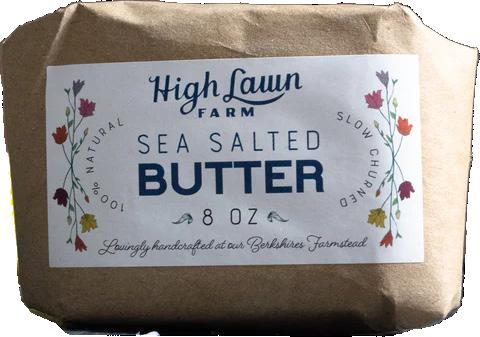 High Lawn
FARM
SEA SALTED
BUTTER
100% NATURAL
SLOW CHURNED
8 OZ
Lovingly handcrafted at our Berkshires Farmstead